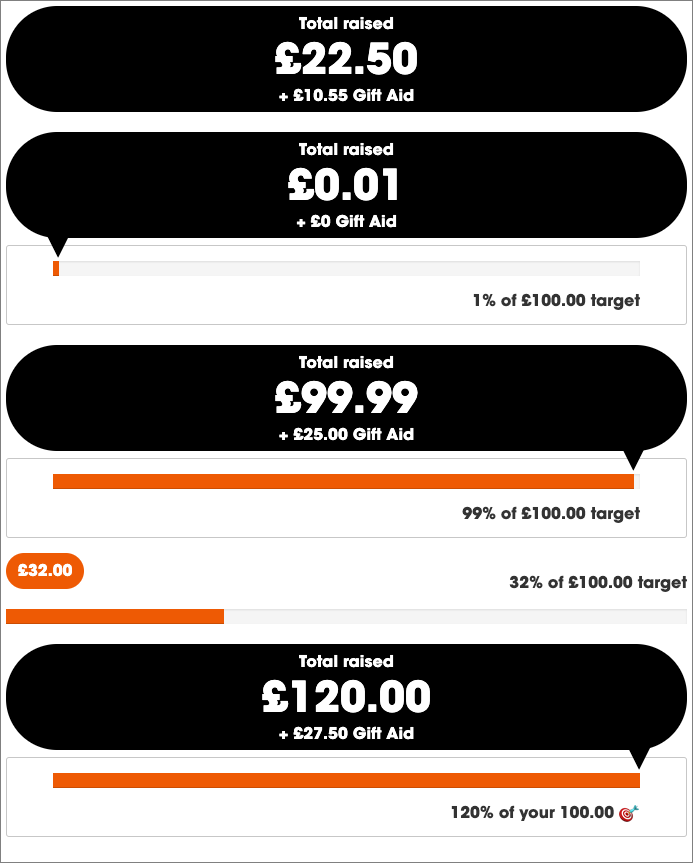 Total raised
£22.50
+ £10.55 Gift Aid
Total raised
£0.01
+ £0 Gift Aid
1% of £100.00 target
Total raised
£99.99
+ £25.00 Gift Aid
99% of £100.00 target
£32.00
32% of £100.00 target
Total raised
£120.00
+ £27.50 Gift Aid
120% of your 100.00 🎯